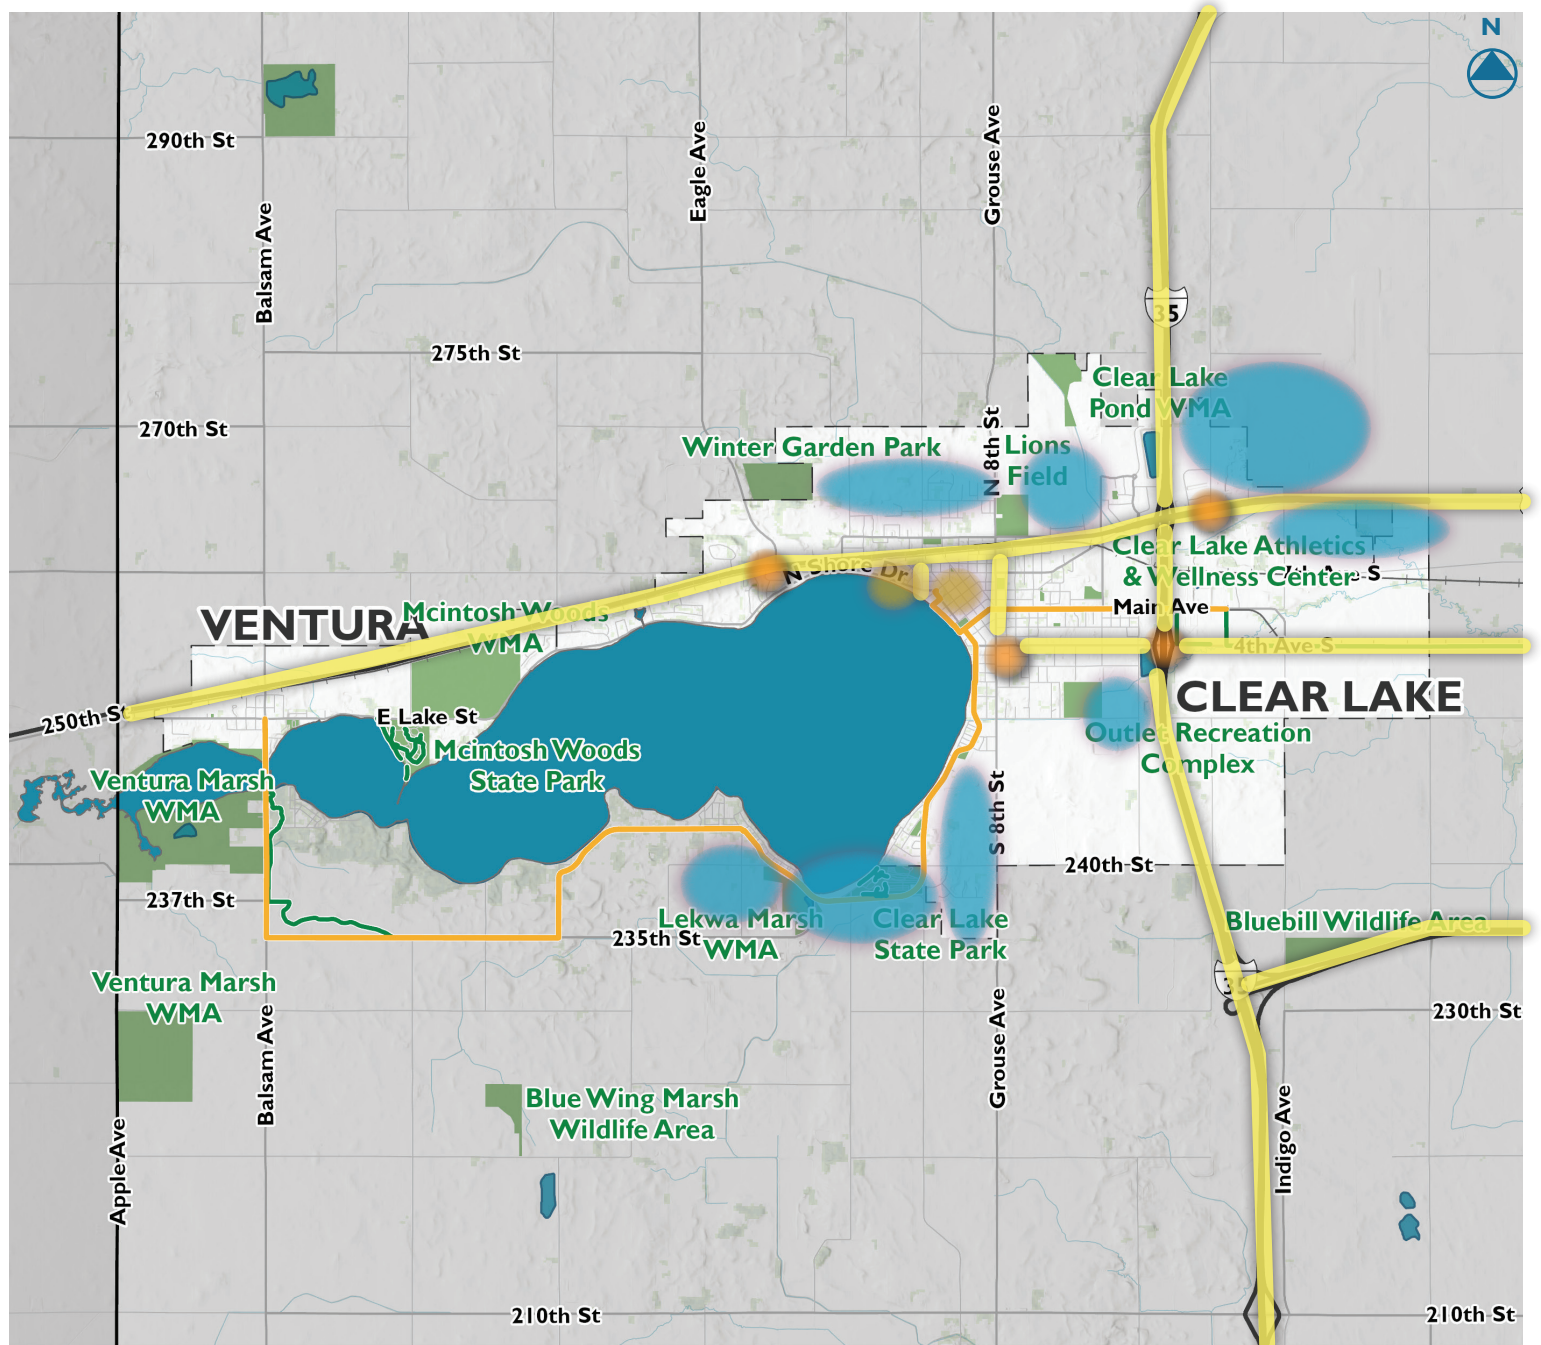 N
290th St
Eagle Ave
Grouse Ave
Balsam Ave
35
275th St
Clear Lake
Pond WMA
270th St
N 8th St
Winter Garden Park
Lions
Field
Clear Lake Athletics
& Wellness Center
4th Ave S
N Shore Dr
Main Ave
VENTURA
Mcintosh Woods
WMA
4th Ave S
CLEAR LAKE
250th St
E Lake St
Outlet Recreation
Complex
Mcintosh Woods
State Park
Ventura Marsh
WMA
S 8th St
240th St
237th St
Lekwa Marsh
WMA
Clear Lake
State Park
235th St
Bluebill Wildlife Area
Ventura Marsh
WMA
35
230th St
Balsam Ave
Grouse Ave
Blue Wing Marsh
Wildlife Area
Apple Ave
Indigo Ave
210th St
210th St